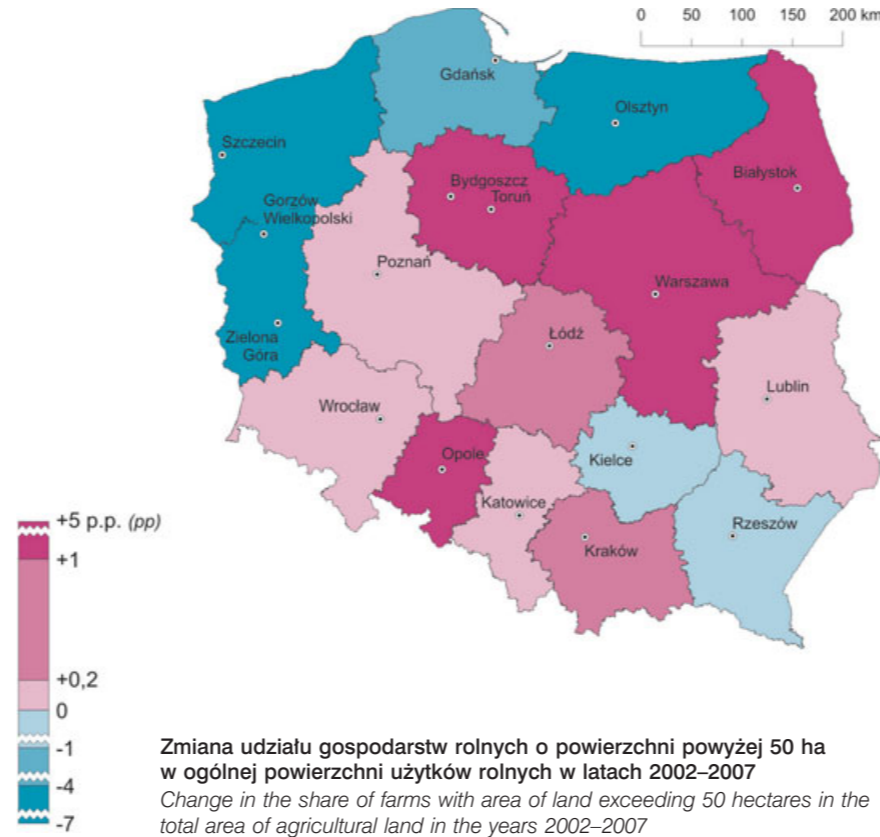 0 50 100 150 200 km
Gdańsk
Olsztyn
Szczecin
Białystok
Bydgoszcz
Toruń
Gorzów
Wielkopolski
Poznań
Warszawa
Zielona
Góra
Łódź
Lublin
Wrocław
Opole
Kielce
Katowice
Rzeszów
Kraków
+5 p.p. (pp)
+1
+0,2
0
-1
-4
-7
Zmiana udziału gospodarstw rolnych o powierzchni powyżej 50 ha
w ogólnej powierzchni użytków rolnych w latach 2002–2007
Change in the share of farms with area of land exceeding 50 hectares in the
total area of agricultural land in the years 2002–2007